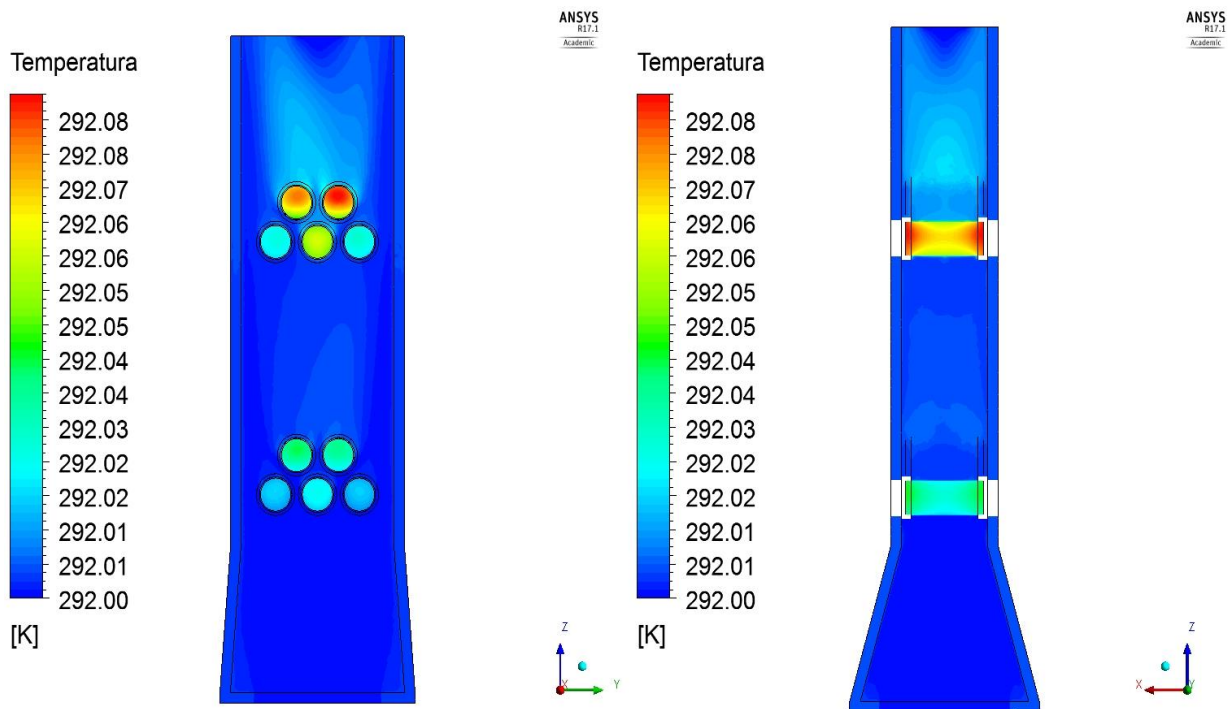 ANSYS
R17.1
Academic
Temperatura
292.08
292.08
292.07
292.06
292.06
292.05
292.05
292.04
292.04
292.03
292.02
292.02
292.01
292.01
292.00
[K]
Z
X
Y
ANSYS
R17.1
Academic
Temperatura
292.08
292.08
292.07
292.06
292.06
292.05
292.05
292.04
292.04
292.03
292.02
292.02
292.01
292.01
292.00
[K]
Z
X
Y